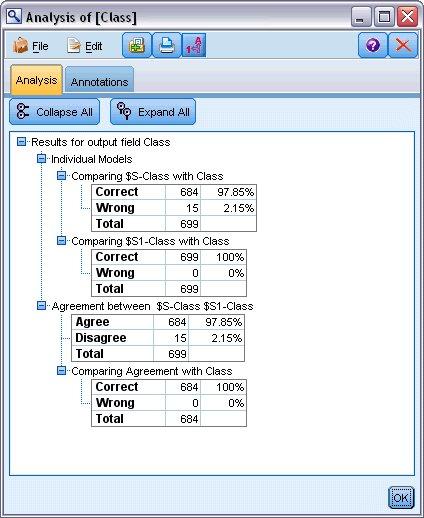 Analysis of [Class]
File Edit
Analysis Annotations
Collapse All Expand All
Results for output field Class
Individual Models
Comparing $S-Class with Class
Correct 684 97.85%
Wrong 15 2.15%
Total 699
Comparing $S1-Class with Class
Correct 699 100%
Wrong 0 0%
Total 699
Agreement between $S-Class $S1-Class
Agree 684 97.85%
Disagree 15 2.15%
Total 699
Comparing Agreement with Class
Correct 684 100%
Wrong 0 0%
Total 684
OK